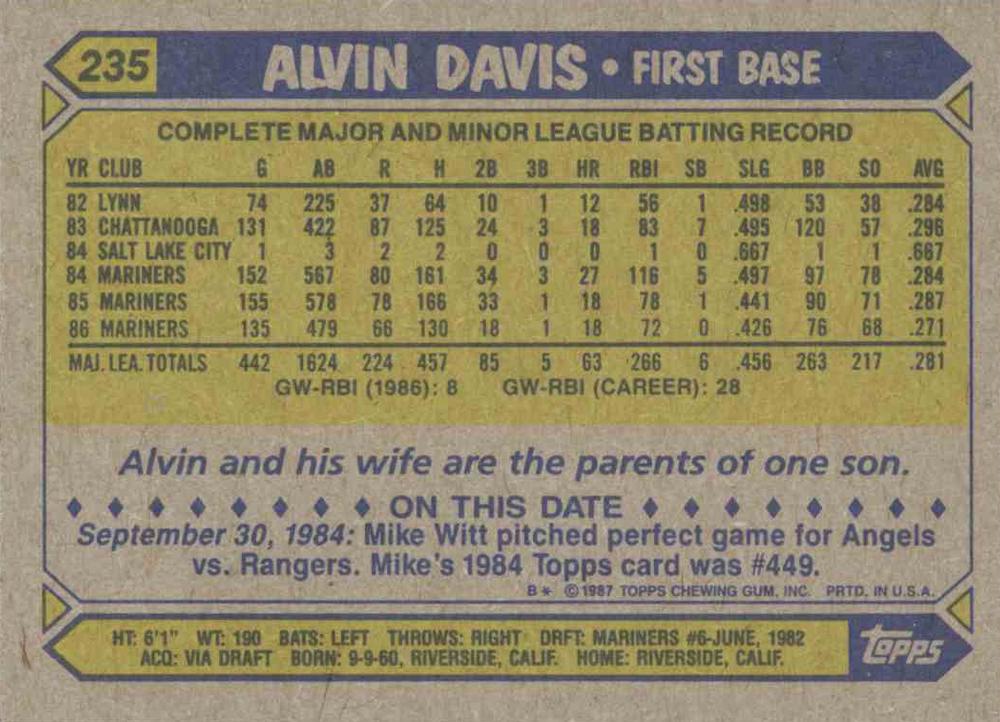 235 ALVIN DAVIS • FIRST BASE
COMPLETE MAJOR AND MINOR LEAGUE BATTING RECORD
YR CLUB G AB R H 2B 3B HR RBI SB SLG BB SO AVG
82 LYNN 74 225 37 64 10 1 12 56 1 .498 53 38 .284
83 CHATTANOOGA 131 422 87 125 24 3 18 83 7 .495 120 57 .296
84 SALT LAKE CITY 1 3 2 2 0 0 0 1 0 .667 1 1 .667
84 MARINERS 152 567 80 161 34 3 27 116 5 .497 97 78 .284
85 MARINERS 155 578 78 166 33 1 18 78 1 .441 90 71 .287
86 MARINERS 135 479 66 130 18 1 18 72 0 .426 76 68 .271
MAJ. LEA. TOTALS 442 1624 224 457 85 5 63 266 6 .456 263 217 .281
GW-RBI (1986): 8 GW-RBI (CAREER): 28
Alvin and his wife are the parents of one son.
ON THIS DATE
September 30, 1984: Mike Witt pitched perfect game for Angels
vs. Rangers. Mike's 1984 Topps card was #449.
B* © 1987 TOPPS CHEWING GUM, INC. PRTD. IN U.S.A.
HT: 6'1" WT: 190 BATS: LEFT THROWS: RIGHT DRFT: MARINERS #6-JUNE, 1982
ACQ: VIA DRAFT BORN: 9-9-60, RIVERSIDE, CALIF. HOME: RIVERSIDE, CALIF.
TOPPS